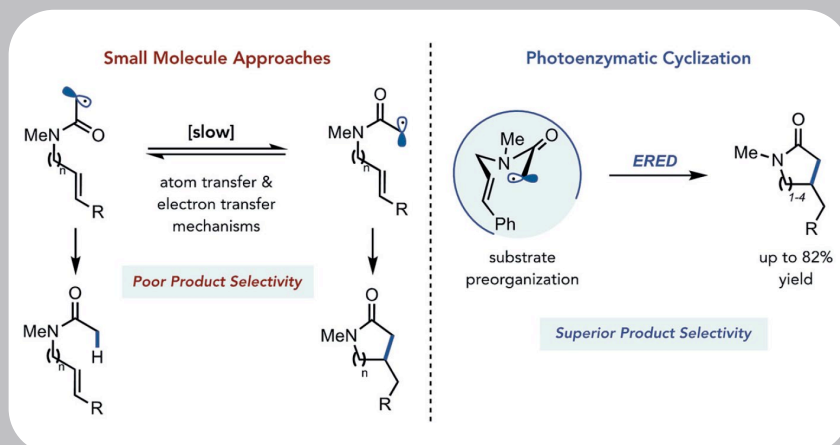 Small Molecule Approaches
O
MeN
( )n
R
[slow]
atom transfer &
electron transfer
mechanisms
O
MeN
( )n
R
Poor Product Selectivity
O
MeN
H
( )n
R
O
MeN
( )n
R
Photoenzymatic Cyclization
Me
N
O
Ph
substrate
preorganization
ERED
O
Me
N
( )1-4
R
up to 82%
yield
Superior Product Selectivity